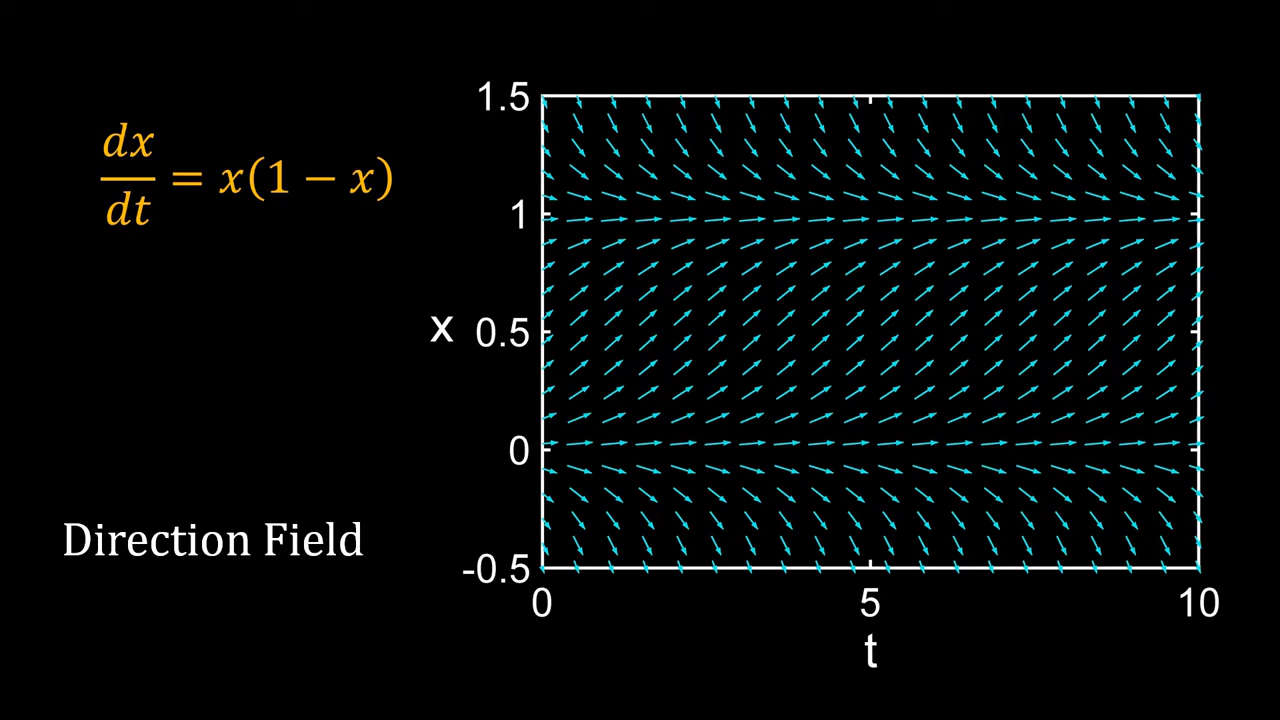 dx/dt = x(1 − x)
Direction Field
1.5
1
0.5
0
-0.5
x
0
5
10
t